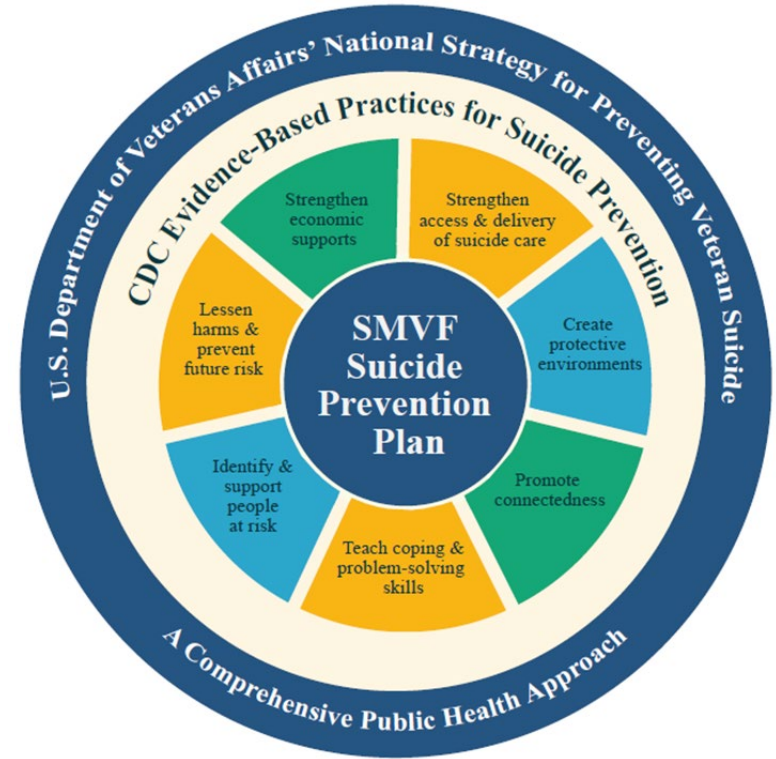 U.S. Department of Veterans Affairs’ National Strategy for Preventing Veteran Suicide
CDC Evidence-Based Practices for Suicide Prevention
Strengthen
economic
supports
Strengthen
access & delivery
of suicide care
Create
protective
environments
Promote
connectedness
Teach coping &
problem-solving
skills
Identify &
support
people
at risk
Lessen
harms &
prevent
future risk
SMVF
Suicide
Prevention
Plan
A Comprehensive Public Health Approach